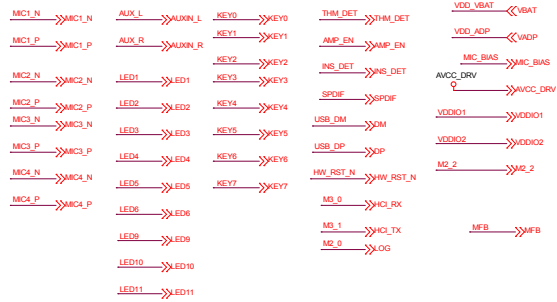 MIC1_N MIC1_N
MIC1_P MIC1_P
MIC2_N MIC2_N
MIC2_P MIC2_P
MIC3_N MIC3_N
MIC3_P MIC3_P
MIC4_N MIC4_N
MIC4_P MIC4_P
AUX_L AUXIN_L
AUX_R AUXIN_R
LED1 LED1
LED2 LED2
LED3 LED3
LED4 LED4
LED5 LED5
LED6 LED6
LED9 LED9
LED10 LED10
LED11 LED11
KEY0 KEY0
KEY1 KEY1
KEY2 KEY2
KEY3 KEY3
KEY4 KEY4
KEY5 KEY5
KEY6 KEY6
KEY7 KEY7
THM_DET THM_DET
AMP_EN AMP_EN
INS_DET INS_DET
SPDIF SPDIF
USB_DM DM
USB_DP DP
HW_RST_N HW_RST_N
M3_0 HCI_RX
M3_1 HCI_TX
M2_0 LOG
VDD_VBAT VBAT
VDD_ADP VADP
MIC_BIAS MIC_BIAS
AVCC_DRV AVCC_DRV
VDDIO1 VDDIO1
VDDIO2 VDDIO2
M2_2 M2_2
MFB MFB